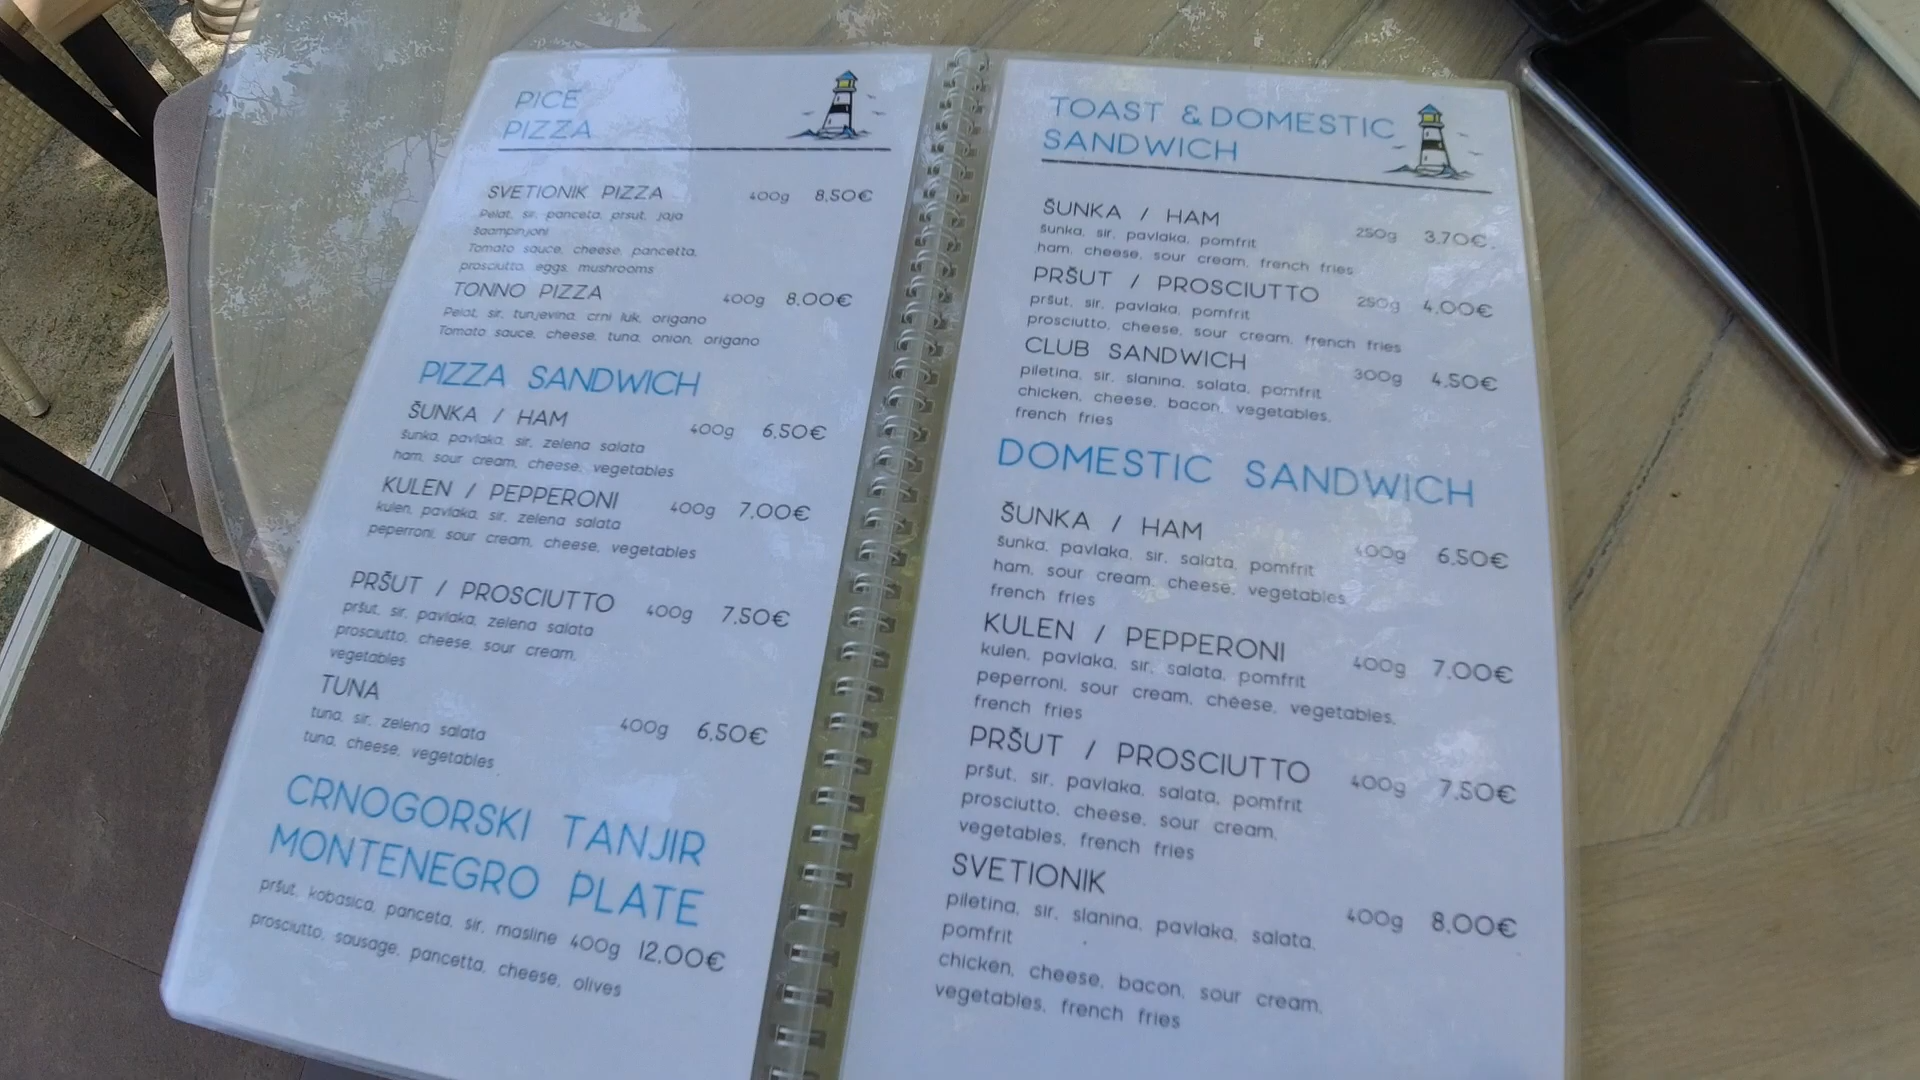 PICE
PIZZA
SVETIONIK PIZZA 400g 8,50€
Pelat, sir, panceta, prsut, jaja
šaampinjoni
Tomato sauce, cheese, pancetta,
prosciutto, eggs, mushrooms
TONNO PIZZA 400g 8,00€
Pelat, sir, tunjevina, crni luk, origano
Tomato sauce, cheese, tuna, onion, origano
PIZZA SANDWICH
ŠUNKA / HAM 400g 6,50€
šunka, pavlaka, sir, zelena salata
ham, sour cream, cheese, vegetables
KULEN / PEPPERONI 400g 7,00€
kulen, pavlaka, sir, zelena salata
peperroni, sour cream, cheese, vegetables
PRŠUT / PROSCIUTTO 400g 7,50€
pršut, sir, pavlaka, zelena salata
prosciutto, cheese, sour cream,
vegetables
TUNA 400g 6,50€
tuna, sir, zelena salata
tuna, cheese, vegetables
CRNOGORSKI TANJIR
MONTENEGRO PLATE
pršut, kobasica, panceta, sir, masline 400g 12,00€
prosciutto, sausage, pancetta, cheese, olives
TOAST & DOMESTIC
SANDWICH
ŠUNKA / HAM 250g 3,70€.
šunka, sir, pavlaka, pomfrit
ham, cheese, sour cream, french fries
PRŠUT / PROSCIUTTO 250g 4,00€
pršut, sir, pavlaka, pomfrit
prosciutto, cheese, sour cream, french fries
CLUB SANDWICH 300g 4,50€
piletina, sir, slanina, salata, pomfrit
chicken, cheese, bacon, vegetables,
french fries
DOMESTIC SANDWICH
ŠUNKA / HAM 400g 6,50€
šunka, pavlaka, sir, salata, pomfrit
ham, sour cream, cheese, vegetables
french fries
KULEN / PEPPERONI 400g 7,00€
kulen, pavlaka, sir, salata, pomfrit
peperroni, sour cream, cheese, vegetables,
french fries
PRŠUT / PROSCIUTTO 400g 7,50€
pršut, sir, pavlaka, salata, pomfrit
prosciutto, cheese, sour cream,
vegetables, french fries
SVETIONIK 400g 8,00€
piletina, sir, slanina, pavlaka, salata,
pomfrit
chicken, cheese, bacon, sour cream,
vegetables, french fries